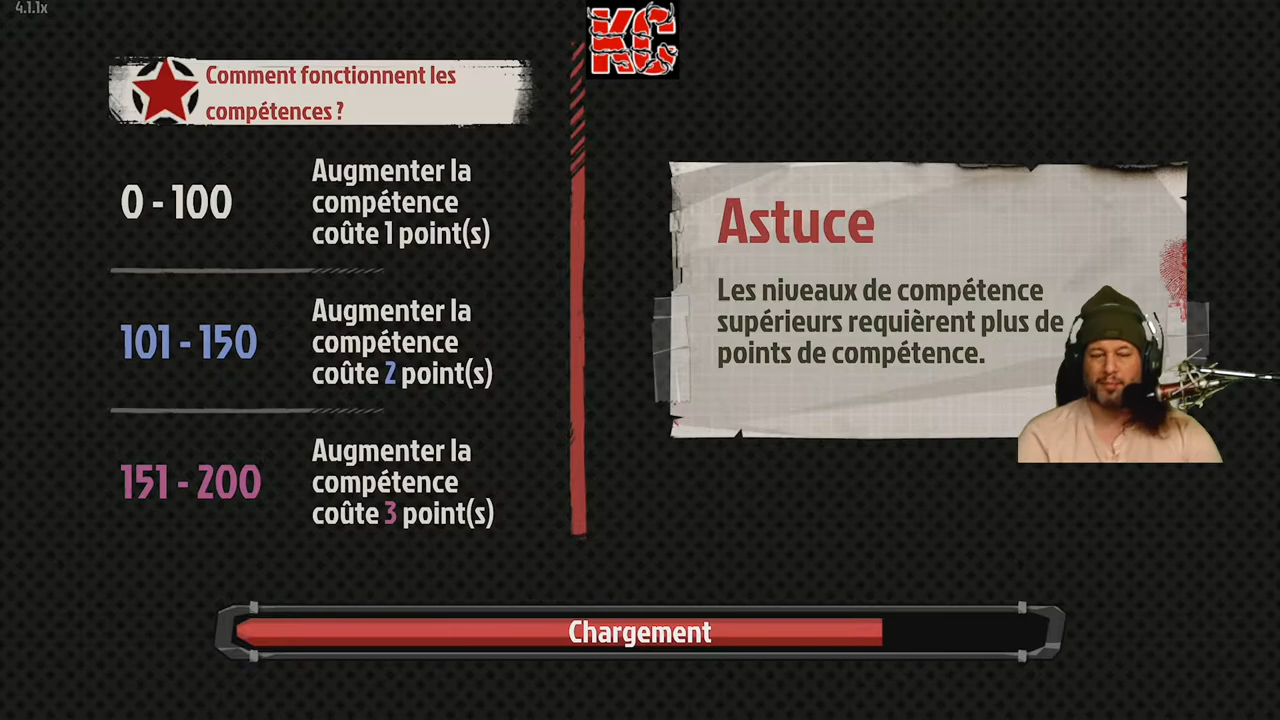 4.1.1x
KC
Comment fonctionnent les
compétences ?
0 - 100
Augmenter la
compétence
coûte 1 point(s)
101 - 150
Augmenter la
compétence
coûte 2 point(s)
151 - 200
Augmenter la
compétence
coûte 3 point(s)
Astuce
Les niveaux de compétence
supérieurs requièrent plus de
points de compétence.
Chargement